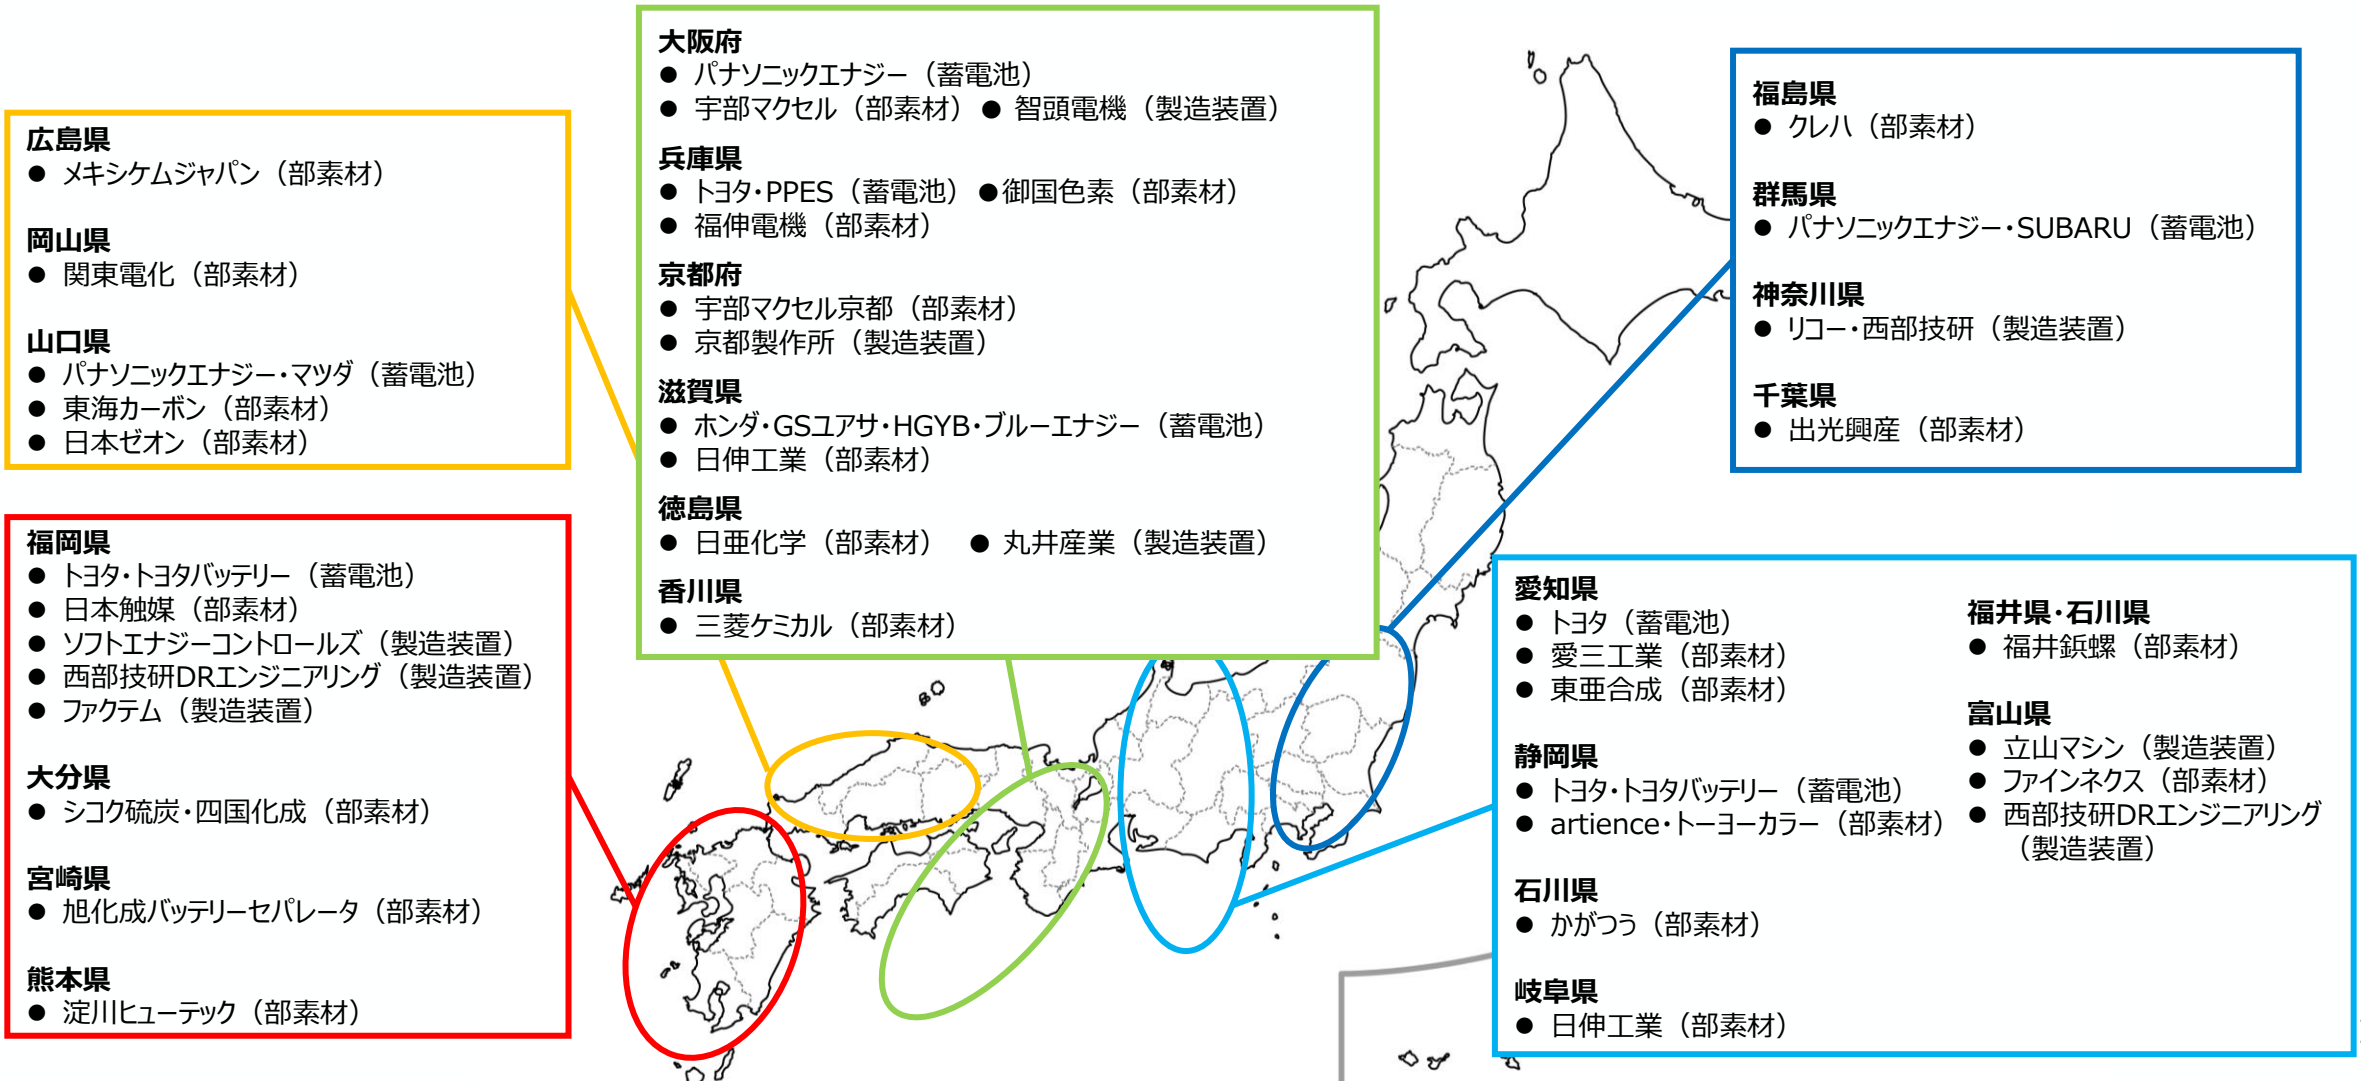 広島県
● メキシケムジャパン（部素材）
岡山県
● 関東電化（部素材）
山口県
● パナソニックエナジー・マツダ（蓄電池）
● 東海カーボン（部素材）
● 日本ゼオン（部素材）
福岡県
● トヨタ・トヨタバッテリー（蓄電池）
● 日本触媒（部素材）
● ソフトエナジーコントロールズ（製造装置）
● 西部技研DRエンジニアリング（製造装置）
● ファクテム（製造装置）
大分県
● シコク硫炭・四国化成（部素材）
宮崎県
● 旭化成バッテリーセパレータ（部素材）
熊本県
● 淀川ヒューテック（部素材）
大阪府
● パナソニックエナジー（蓄電池）
● 宇部マクセル（部素材） ● 智頭電機（製造装置）
兵庫県
● トヨタ・PPES（蓄電池） ●御国色素（部素材）
● 福伸電機（部素材）
京都府
● 宇部マクセル京都（部素材）
● 京都製作所（製造装置）
滋賀県
● ホンダ・GSユアサ・HGYB・ブルーエナジー（蓄電池）
● 日伸工業（部素材）
徳島県
● 日亜化学（部素材） ● 丸井産業（製造装置）
香川県
● 三菱ケミカル（部素材）
福島県
● クレハ（部素材）
群馬県
● パナソニックエナジー・SUBARU（蓄電池）
神奈川県
● リコー・西部技研（製造装置）
千葉県
● 出光興産（部素材）
愛知県
● トヨタ（蓄電池）
● 愛三工業（部素材）
● 東亜合成（部素材）
静岡県
● トヨタ・トヨタバッテリー（蓄電池）
● artience・トーヨーカラー（部素材）
石川県
● かがつう（部素材）
岐阜県
● 日伸工業（部素材）
福井県・石川県
● 福井鋲螺（部素材）
富山県
● 立山マシン（製造装置）
● ファインネクス（部素材）
● 西部技研DRエンジニアリング
（製造装置）